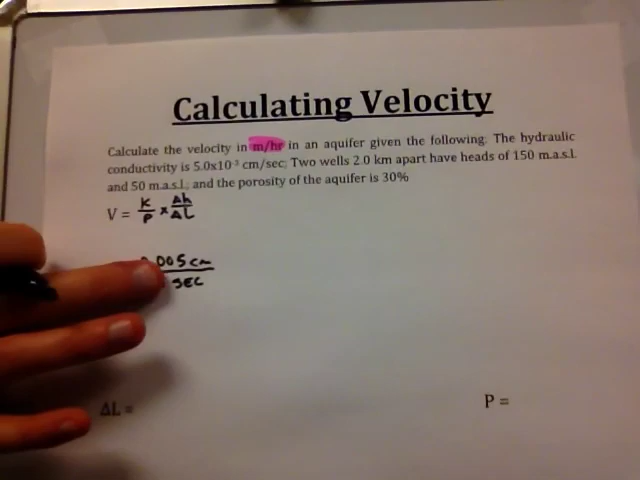 Calculating Velocity
Calculate the velocity in m/hr in an aquifer given the following. The hydraulic
conductivity is 5.0x10⁻³ cm/sec; Two wells 2.0 km apart have heads of 150 m.a.s.l.
and 50 m.a.s.l.; and the porosity of the aquifer is 30%
V = K/P x Δh/ΔL
.005 cm
SEC
ΔL =
P =